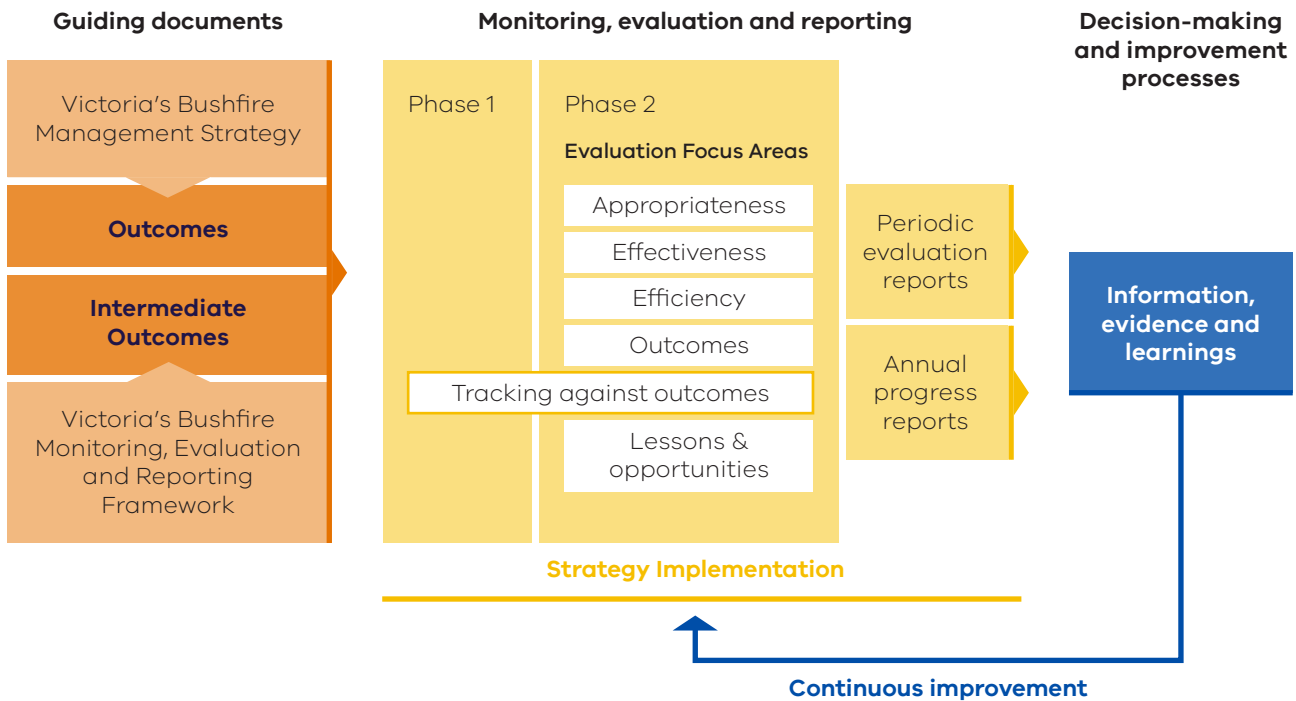 Guiding documents
Victoria's Bushfire
Management Strategy
Outcomes
Intermediate
Outcomes
Victoria's Bushfire
Monitoring, Evaluation
and Reporting
Framework
Monitoring, evaluation and reporting
Phase 1
Phase 2
Evaluation Focus Areas
Appropriateness
Effectiveness
Efficiency
Outcomes
Tracking against outcomes
Lessons &
opportunities
Periodic
evaluation
reports
Annual
progress
reports
Strategy Implementation
Decision-making
and improvement
processes
Information,
evidence and
learnings
Continuous improvement